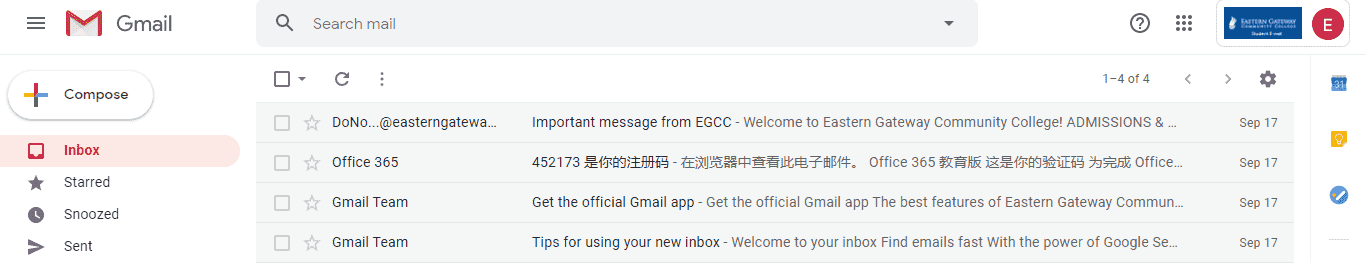 Gmail
Search mail
EASTERN GATEWAY
COMMUNITY COLLEGE
Student E-mail
E
Compose
1–4 of 4
31
Inbox
DoNo...@easterngatewa... Important message from EGCC - Welcome to Eastern Gateway Community College! ADMISSIONS & ... Sep 17
Office 365 452173 是你的注册码 - 在浏览器中查看此电子邮件。 Office 365 教育版 这是你的验证码 为完成 Office... Sep 17
Starred
Gmail Team Get the official Gmail app - Get the official Gmail app The best features of Eastern Gateway Commun... Sep 17
Snoozed
Gmail Team Tips for using your new inbox - Welcome to your inbox Find emails fast With the power of Google Se... Sep 17
Sent